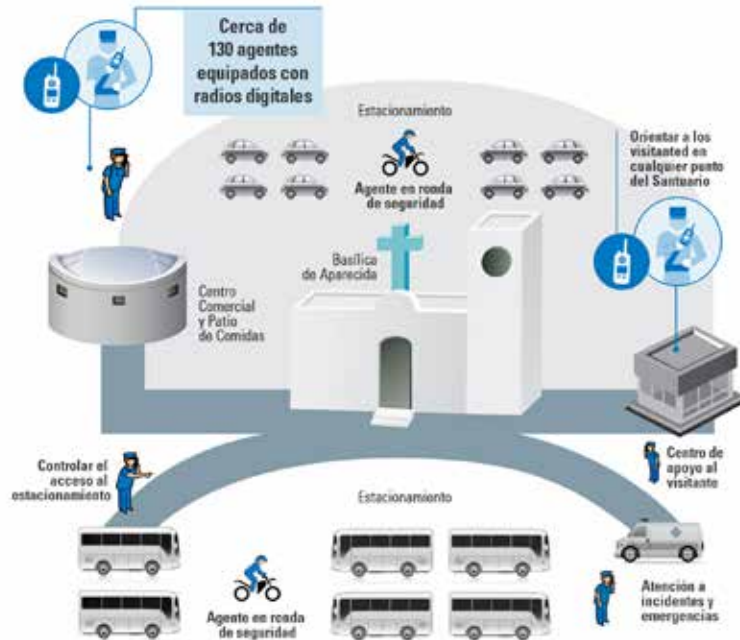 Cerca de
130 agentes
equipados con
radios digitales
Estacionamiento
Agente en ronda
de seguridad
Orientar a los
visitanted en
cualquier punto
del Santuario
Basílica
de Aparecida
Centro
Comercial
y Patio
de Comidas
Controlar el
acceso al
estacionamiento
Estacionamiento
Centro de
apoyo al
visitante
Agente en ronda
de seguridad
Atención a
incidentes y
emergencias